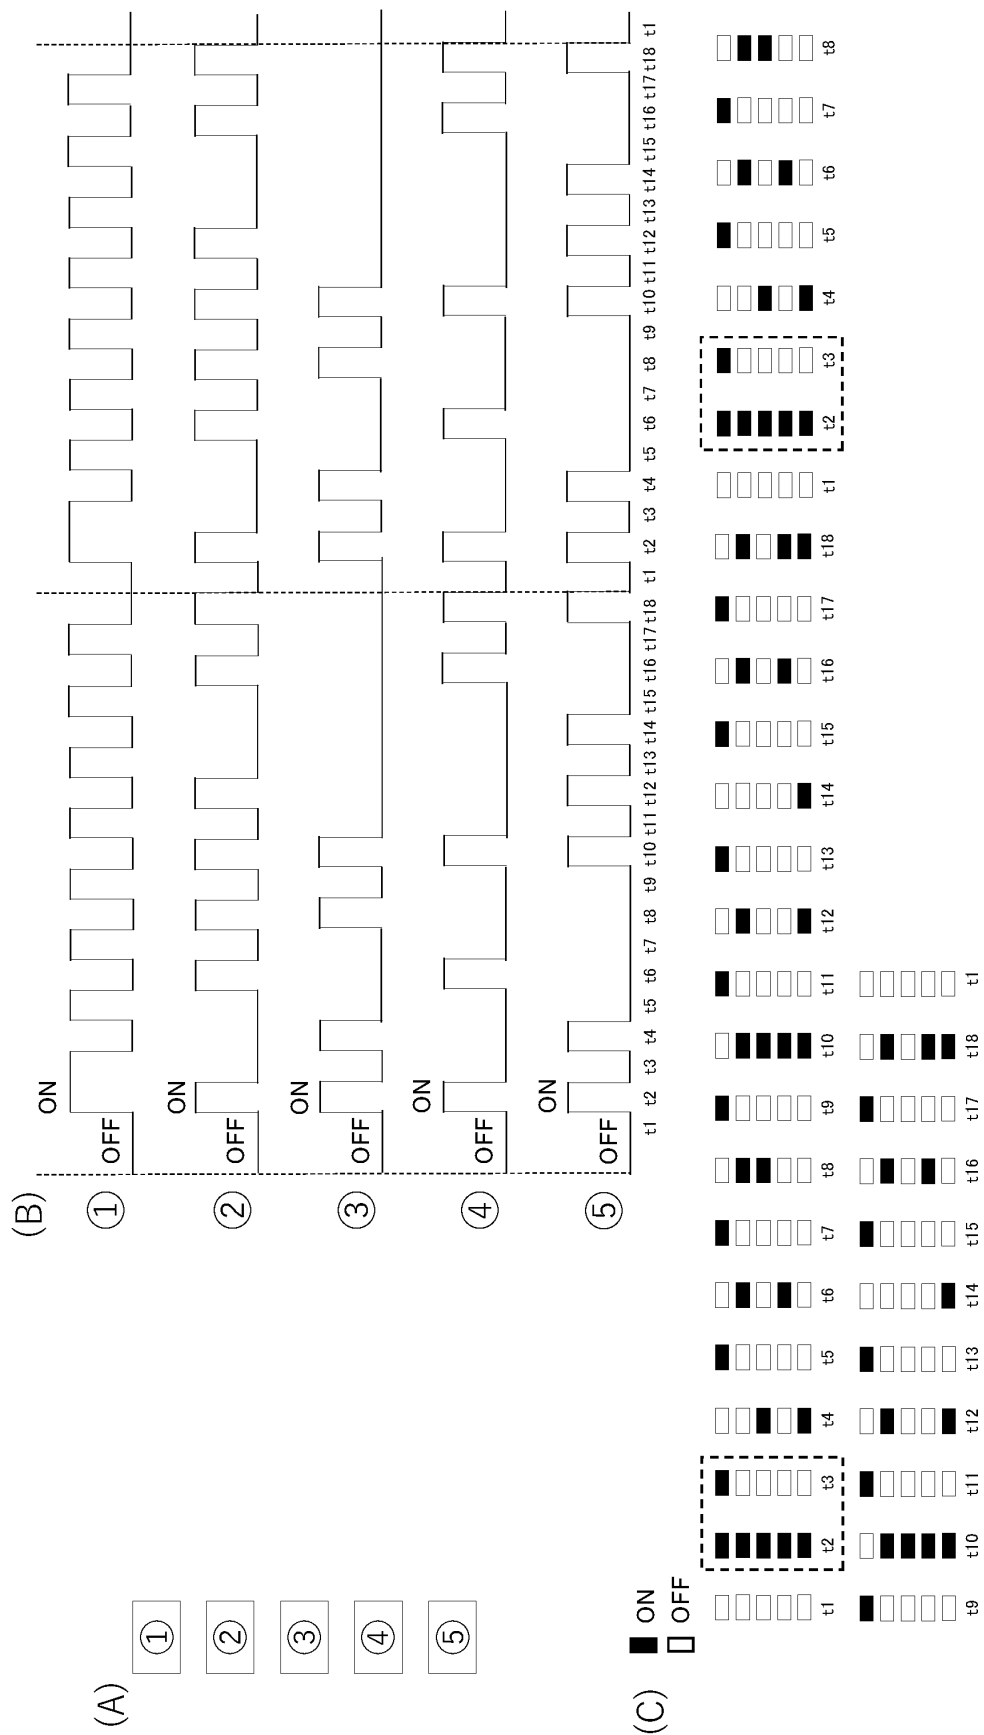 (A)
①
②
③
④
⑤
(B)
① ON
OFF
② ON
OFF
③ ON
OFF
④ ON
OFF
⑤ ON
OFF
t1 t2 t3 t4 t5 t6 t7 t8 t9 t10 t11 t12 t13 t14 t15 t16 t17 t18 t1 t2 t3 t4 t5 t6 t7 t8 t9 t10 t11 t12 t13 t14 t15 t16 t17 t18 t1
(C)
ON
OFF
t1 t2 t3 t4 t5 t6 t7 t8 t9 t10 t11 t12 t13 t14 t15 t16 t17 t18 t1 t2 t3 t4 t5 t6 t7 t8
t9 t10 t11 t12 t13 t14 t15 t16 t17 t18 t1